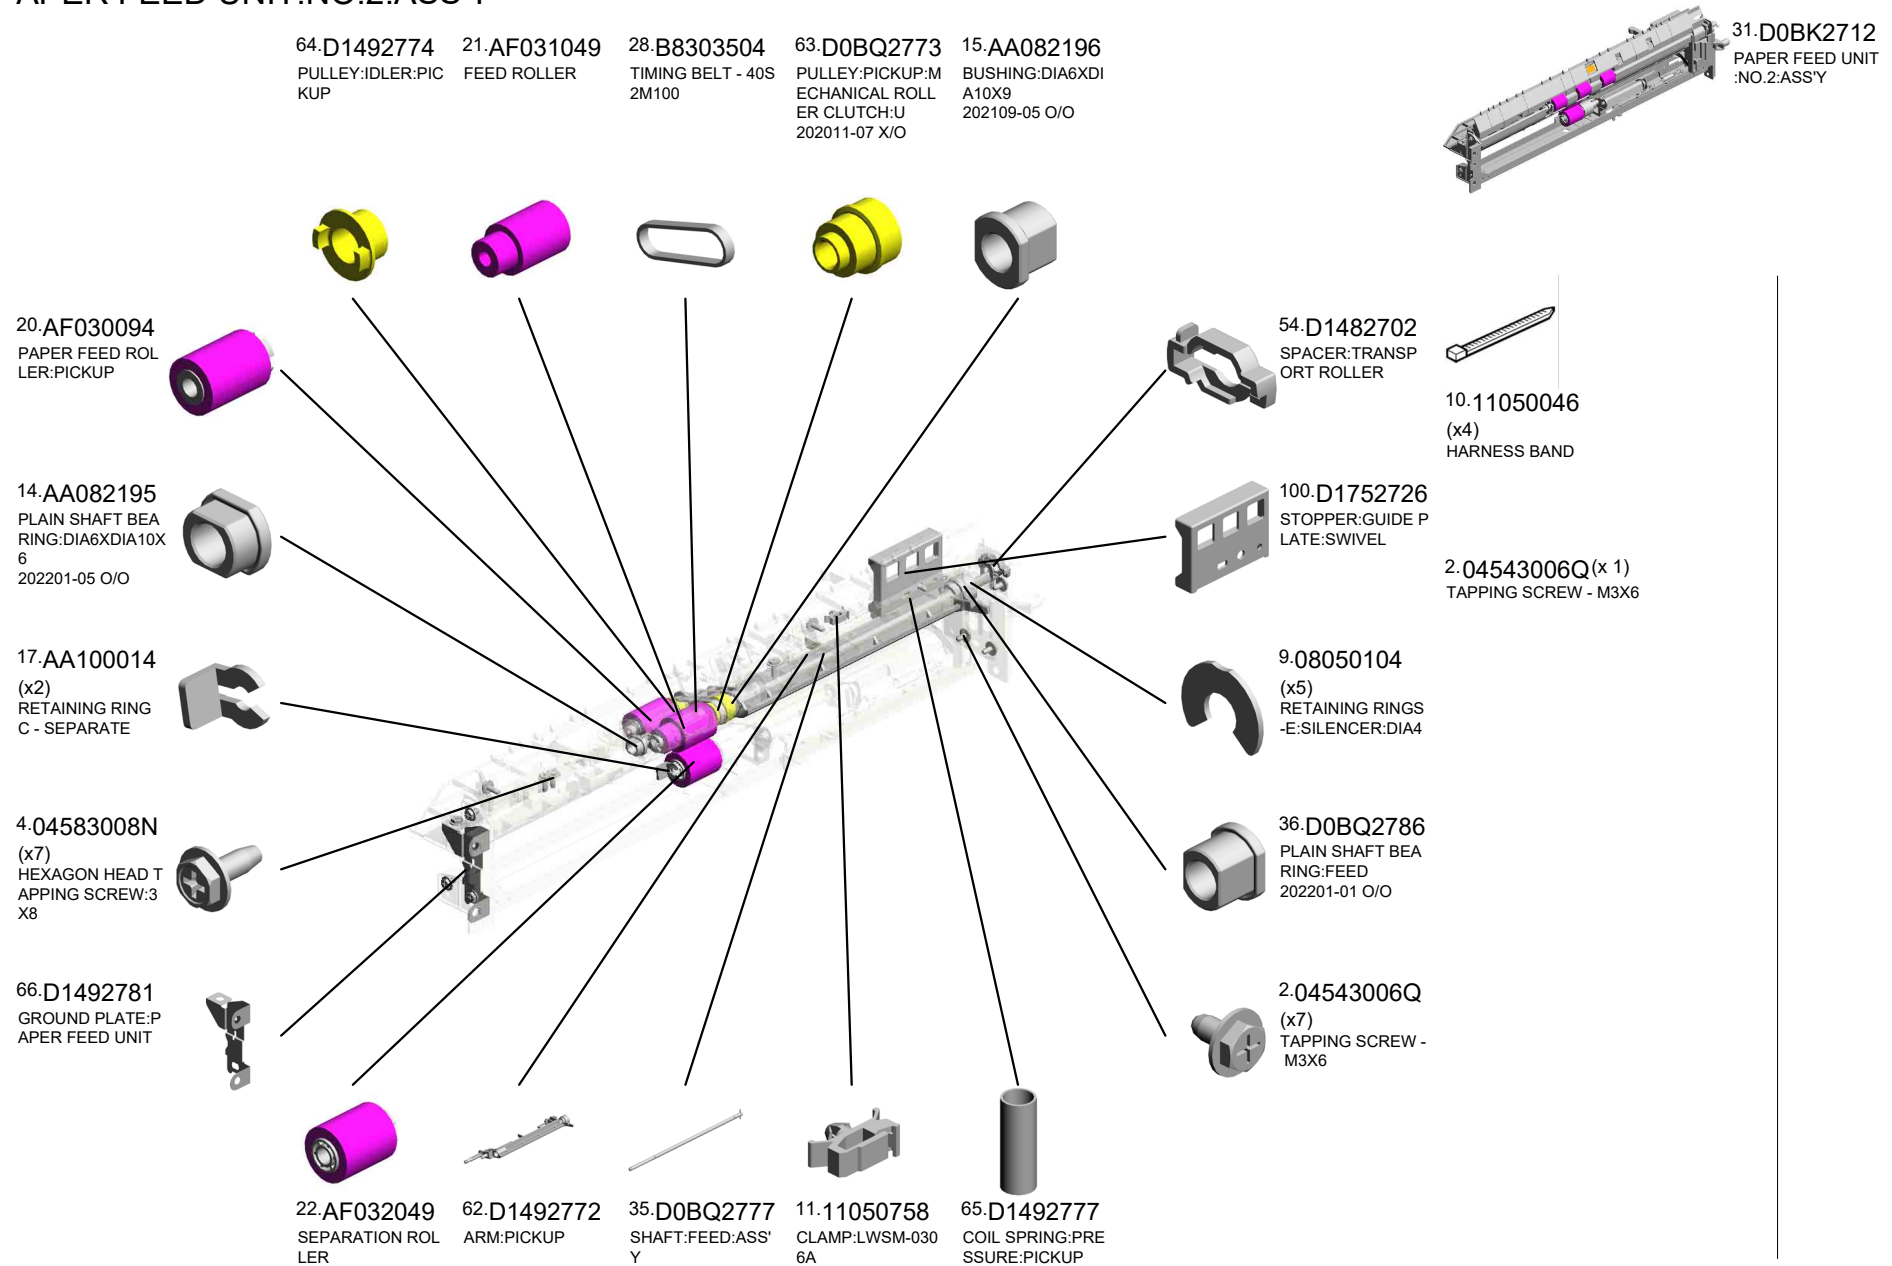 APER FEED UNIT:NO.2:ASS'Y
64.D1492774
PULLEY:IDLER:PIC
KUP
21.AF031049
FEED ROLLER
28.B8303504
TIMING BELT - 40S
2M100
63.D0BQ2773
PULLEY:PICKUP:M
ECHANICAL ROLL
ER CLUTCH:U
202011-07 X/O
15.AA082196
BUSHING:DIA6XDI
A10X9
202109-05 O/O
31.D0BK2712
PAPER FEED UNIT
:NO.2:ASS'Y
20.AF030094
PAPER FEED ROL
LER:PICKUP
14.AA082195
PLAIN SHAFT BEA
RING:DIA6XDIA10X
6
202201-05 O/O
17.AA100014
(x2)
RETAINING RING
C - SEPARATE
4.04583008N
(x7)
HEXAGON HEAD T
APPING SCREW:3
X8
66.D1492781
GROUND PLATE:P
APER FEED UNIT
54.D1482702
SPACER:TRANSP
ORT ROLLER
100.D1752726
STOPPER:GUIDE P
LATE:SWIVEL
9.08050104
(x5)
RETAINING RINGS
-E:SILENCER:DIA4
36.D0BQ2786
PLAIN SHAFT BEA
RING:FEED
202201-01 O/O
2.04543006Q
(x7)
TAPPING SCREW -
M3X6
10.11050046
(x4)
HARNESS BAND
2.04543006Q(x 1)
TAPPING SCREW - M3X6
22.AF032049
SEPARATION ROL
LER
62.D1492772
ARM:PICKUP
35.D0BQ2777
SHAFT:FEED:ASS'
Y
11.11050758
CLAMP:LWSM-030
6A
65.D1492777
COIL SPRING:PRE
SSURE:PICKUP